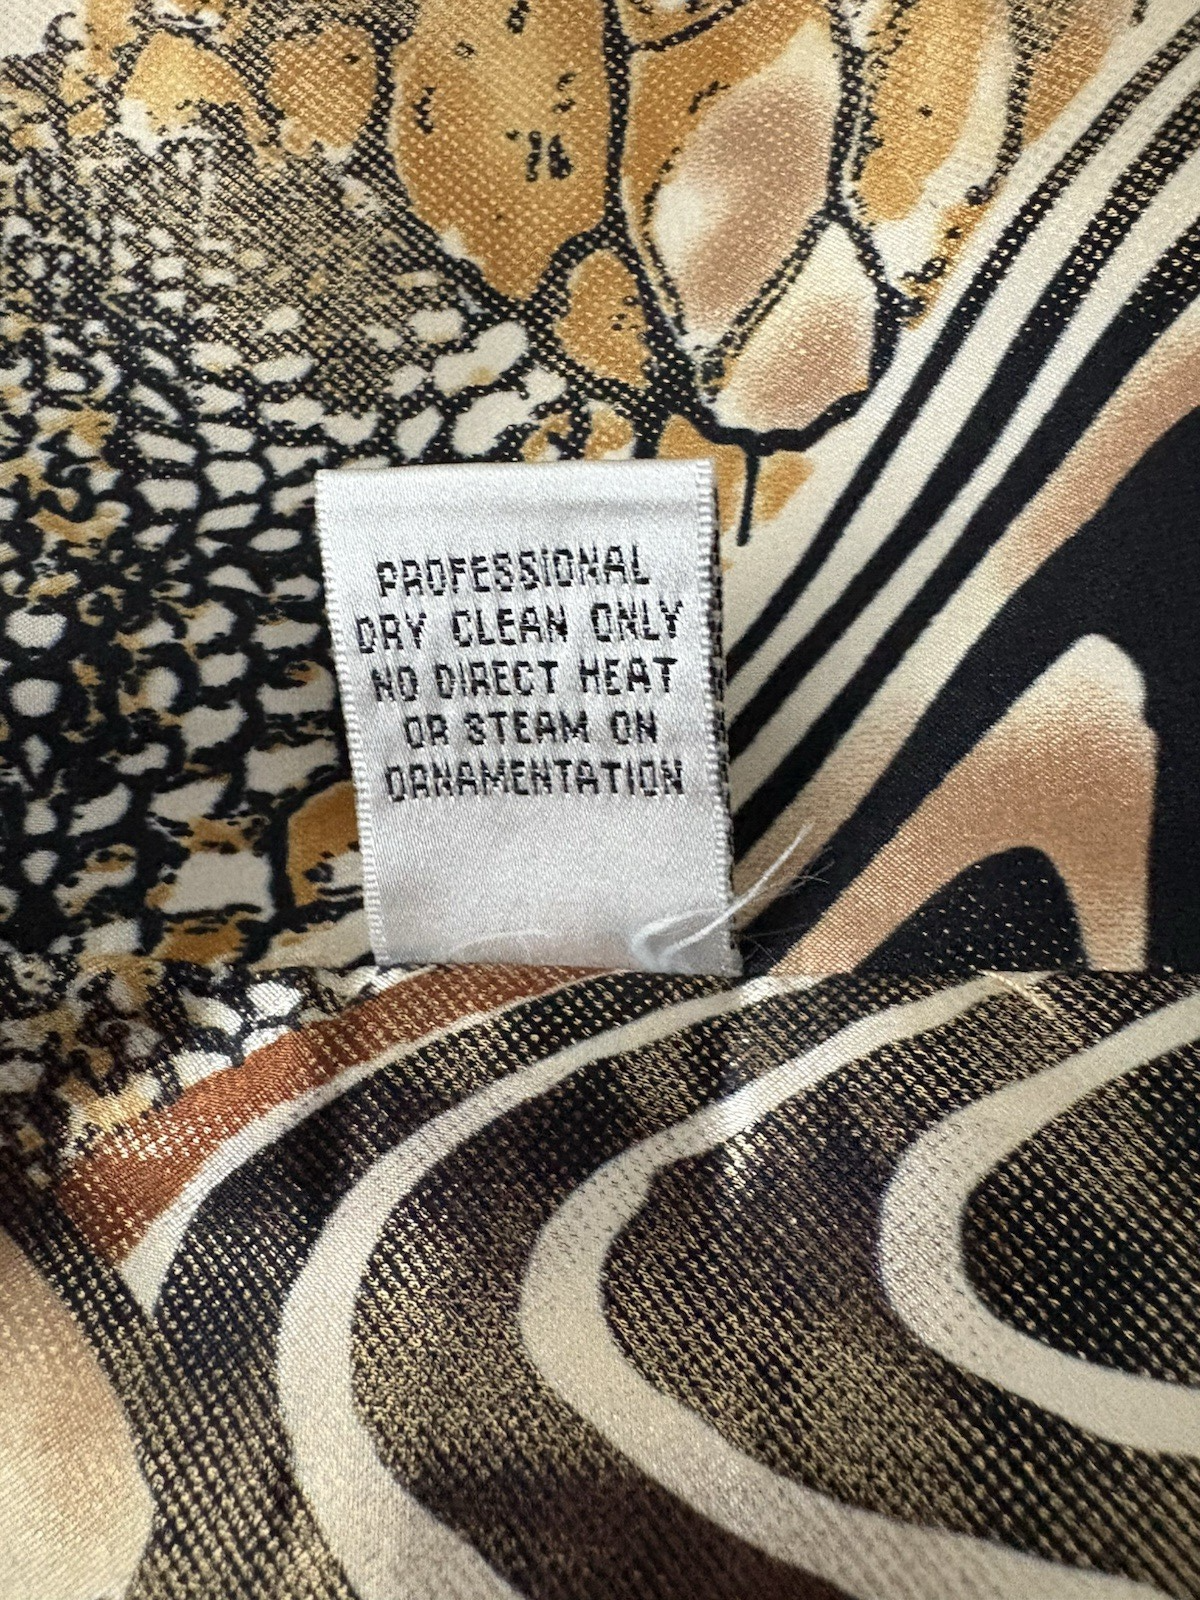 PROFESSIONAL
DRY CLEAN ONLY
NO DIRECT HEAT
OR STEAM ON
ORNAMENTATION